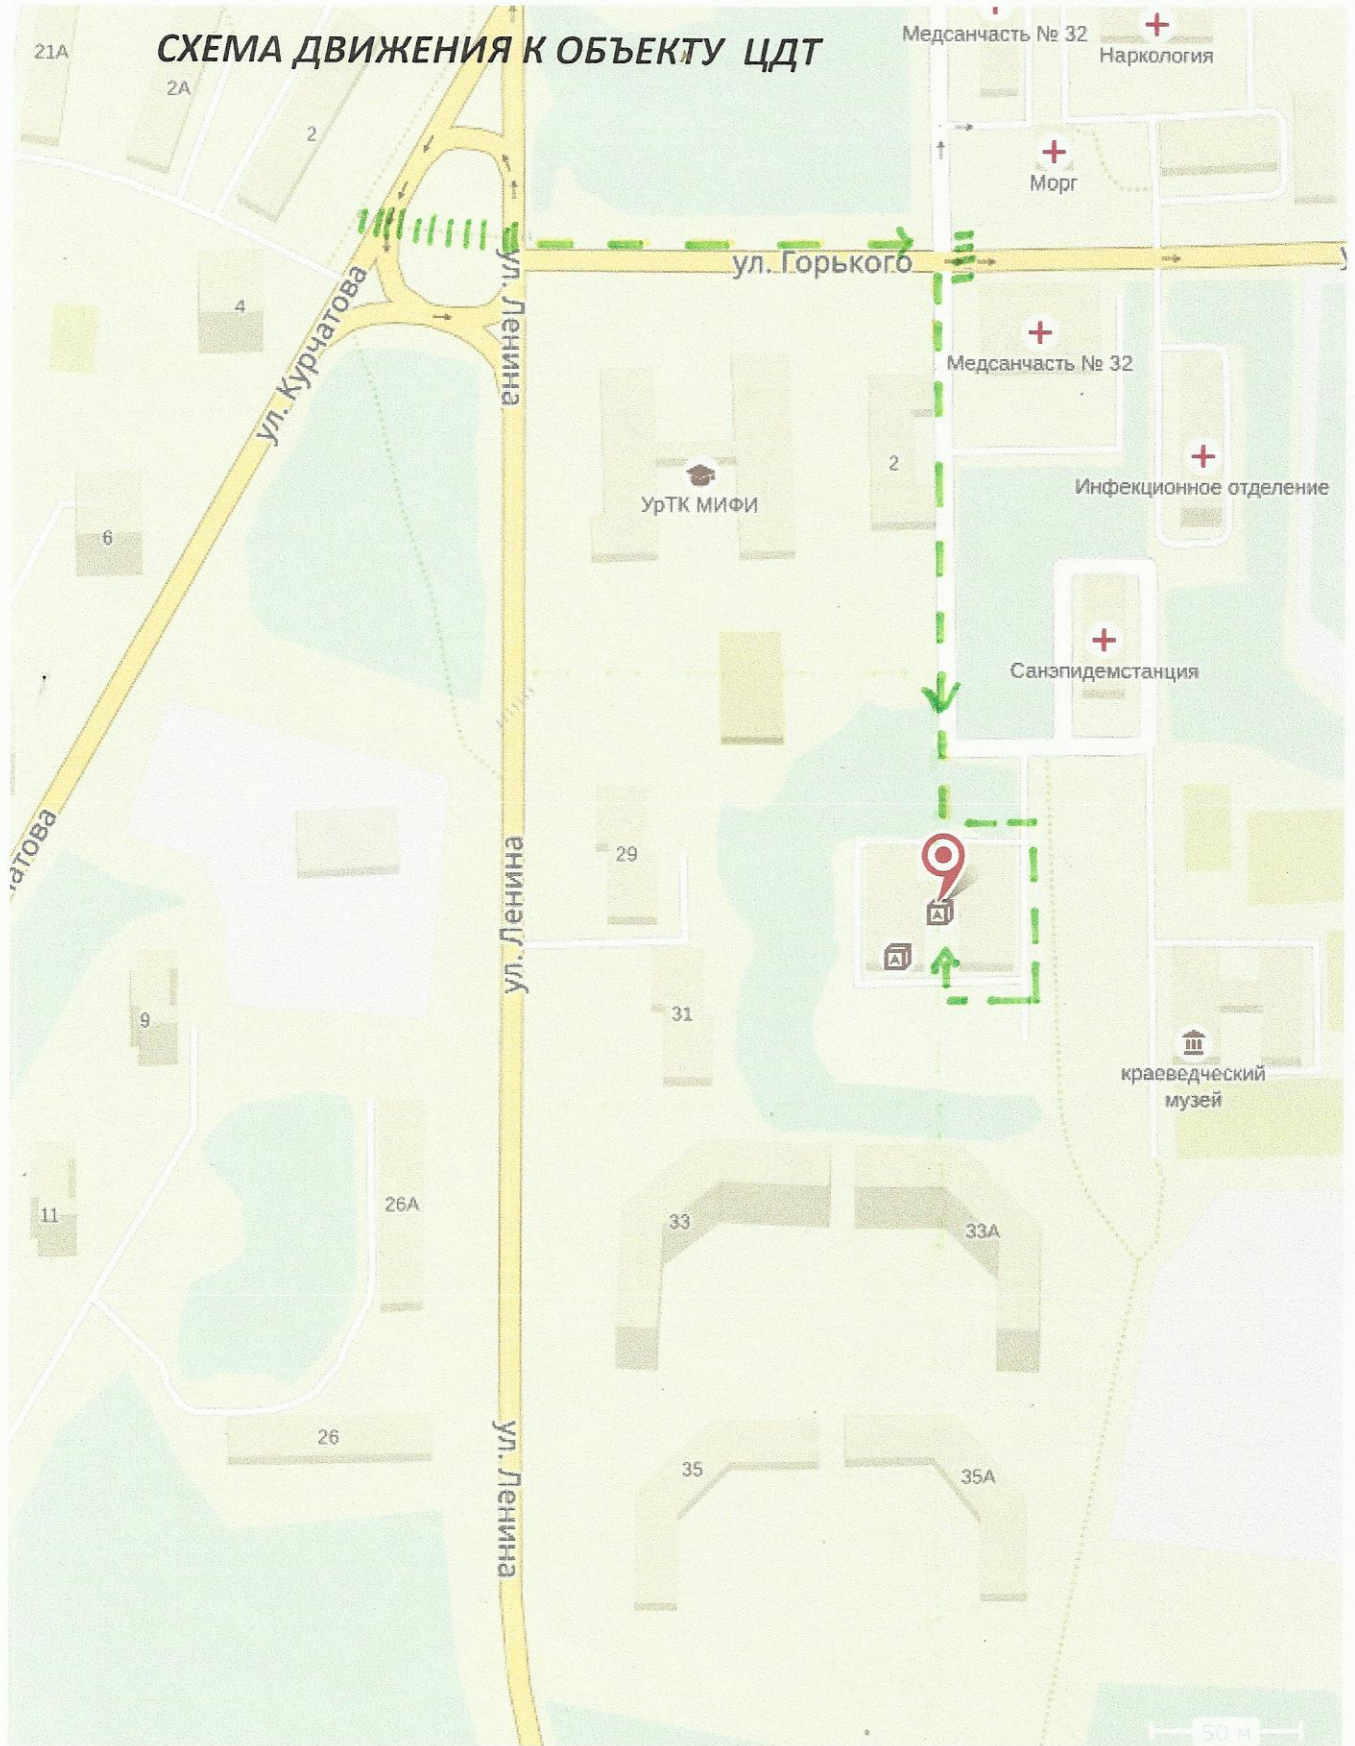 СХЕМА ДВИЖЕНИЯ К ОБЪЕКТУ ЦДТ
Медсанчасть № 32
Наркология
21А
2А
2
Морг
ул. Горького
ул. Курчатова
ул. Ленина
4
Медсанчасть № 32
2
УрТК МИФИ
Инфекционное отделение
6
Санэпидемстанция
атова
29
ул. Ленина
А
А
9
31
краеведческий
музей
11
26А
33
33А
26
ул. Ленина
35
35А
50 м